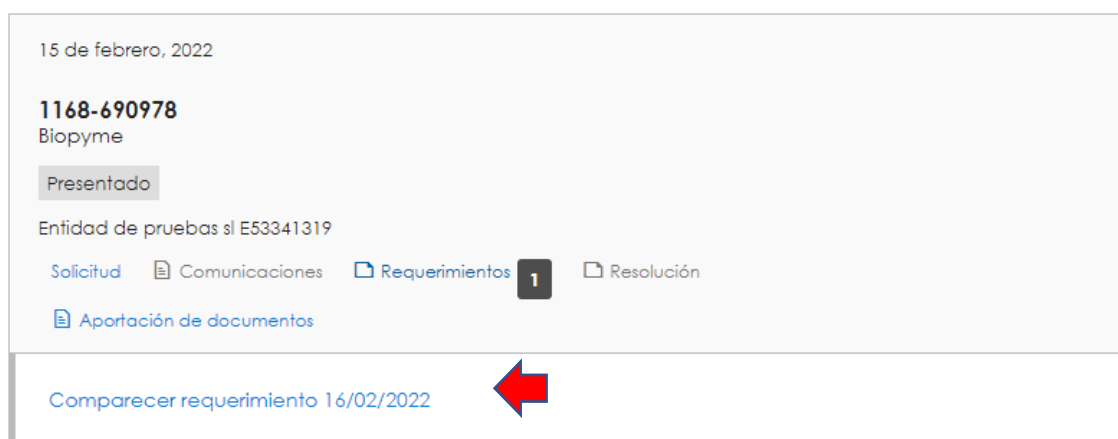 15 de febrero, 2022
1168-690978
Biopyme
Presentado
Entidad de pruebas sl E53341319
Solicitud Comunicaciones Requerimientos 1 Resolución
Aportación de documentos
Comparecer requerimiento 16/02/2022